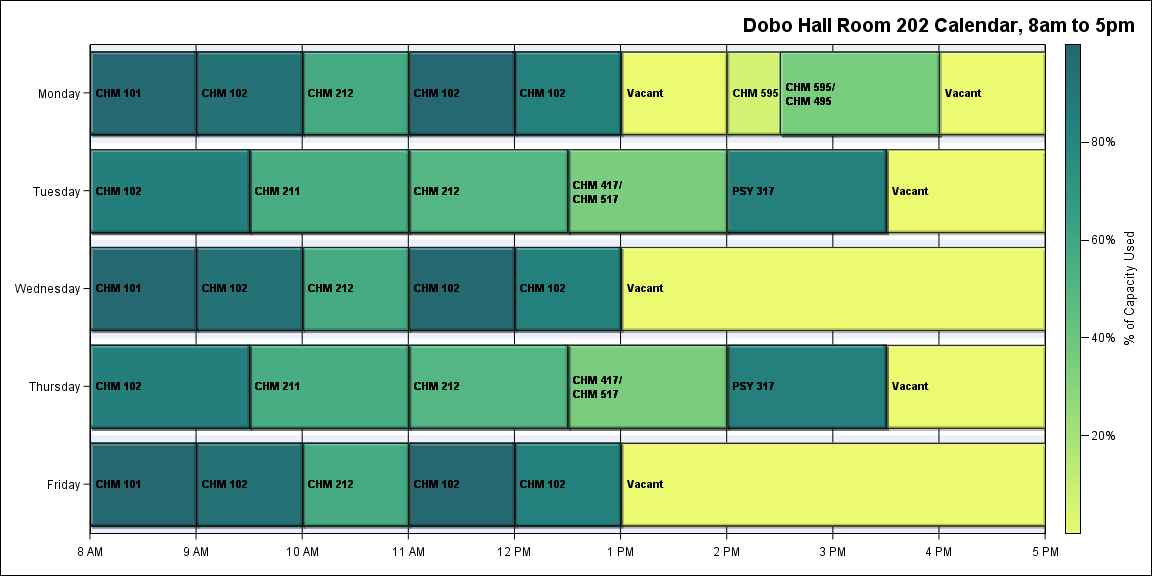 Dobo Hall Room 202 Calendar, 8am to 5pm
Monday
CHM 101
CHM 102
CHM 212
CHM 102
CHM 102
Vacant
CHM 595
CHM 595/
CHM 495
Vacant
Tuesday
CHM 102
CHM 211
CHM 212
CHM 417/
CHM 517
PSY 317
Vacant
Wednesday
CHM 101
CHM 102
CHM 212
CHM 102
CHM 102
Vacant
Thursday
CHM 102
CHM 211
CHM 212
CHM 417/
CHM 517
PSY 317
Vacant
Friday
CHM 101
CHM 102
CHM 212
CHM 102
CHM 102
Vacant
8 AM
9 AM
10 AM
11 AM
12 PM
1 PM
2 PM
3 PM
4 PM
5 PM
80%
60%
40%
20%
% of Capacity Used